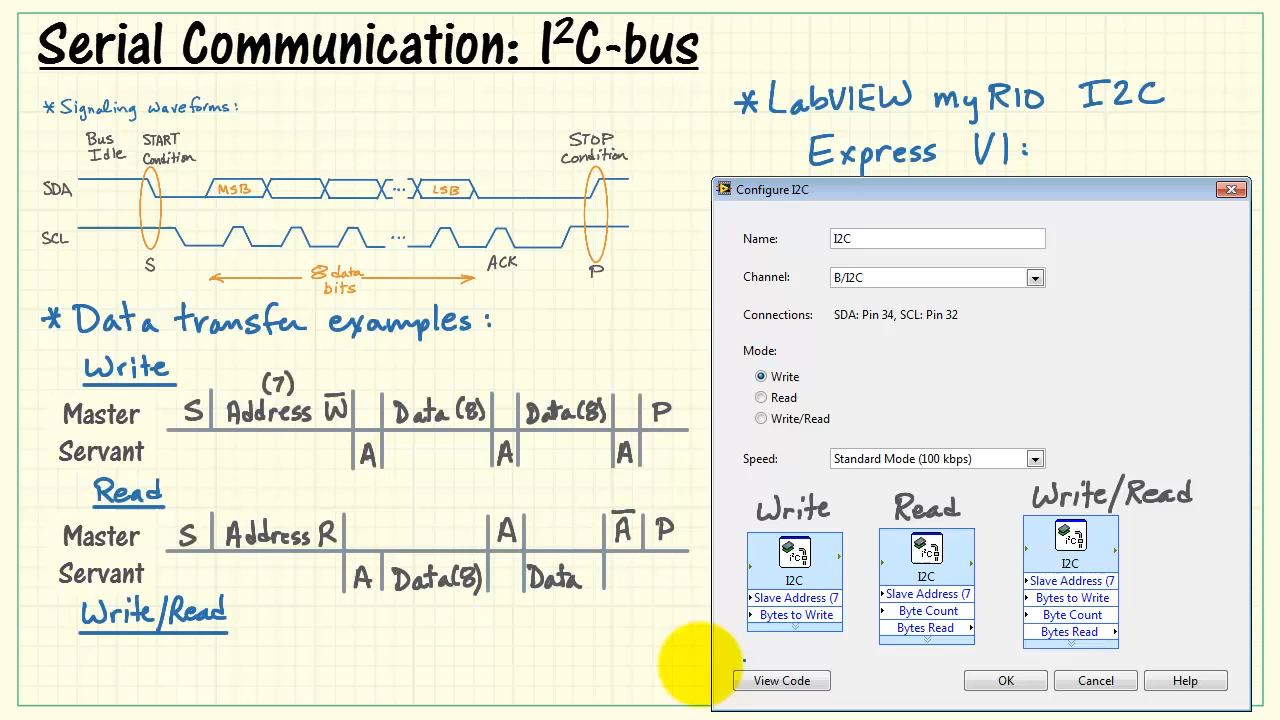 Serial Communication: I²C-bus
* Signaling waveforms:
Bus Idle
START Condition
STOP Condition
SDA
MSB
...
LSB
SCL
...
S
8 data bits
ACK
P
* Data transfer examples:
Write
(7)
Master S Address W̅ Data (8) Data(8) P
Servant A A A
Read
Master S Address R A A̅ P
Servant A Data(8) Data
Write/Read
* LabVIEW myRIO I2C
Express VI:
Configure I2C
Name: I2C
Channel: B/I2C
Connections: SDA: Pin 34, SCL: Pin 32
Mode:
Write
Read
Write/Read
Speed: Standard Mode (100 kbps)
Write
I²C
I2C
Slave Address (7
Bytes to Write
Read
I²C
I2C
Slave Address (7
Byte Count
Bytes Read
Write/Read
I²C
I2C
Slave Address (7
Bytes to Write
Byte Count
Bytes Read
View Code OK Cancel Help